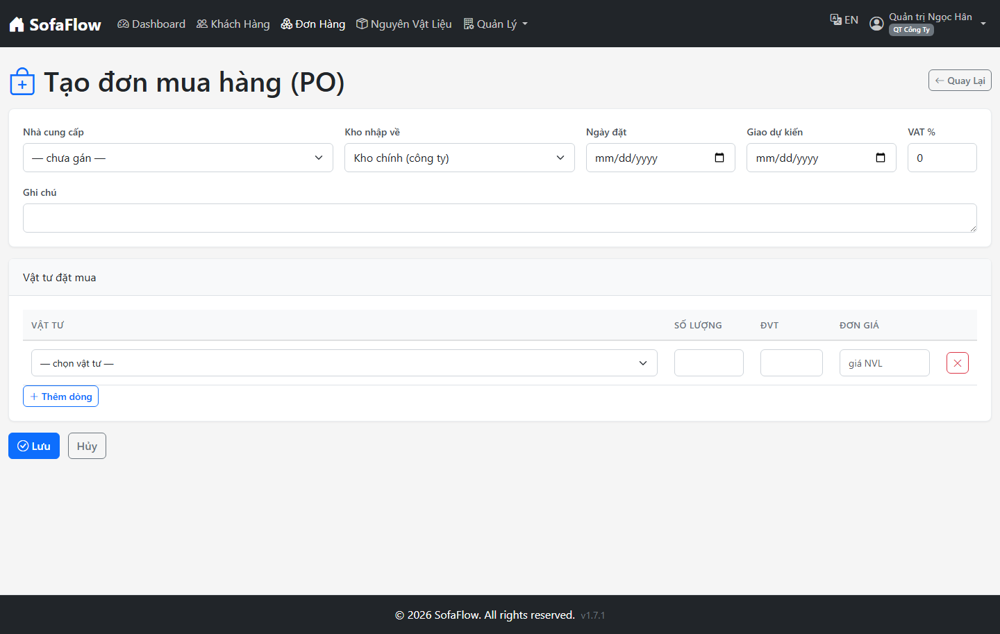 SofaFlow Dashboard Khách Hàng Đơn Hàng Nguyên Vật Liệu Quản Lý EN Quản trị Ngọc Hân
QT Công Ty
Tạo đơn mua hàng (PO) Quay Lại
Nhà cung cấp Kho nhập về Ngày đặt Giao dự kiến VAT %
— chưa gán — Kho chính (công ty) mm/dd/yyyy mm/dd/yyyy 0
Ghi chú
Vật tư đặt mua
VẬT TƯ SỐ LƯỢNG ĐVT ĐƠN GIÁ
— chọn vật tư — giá NVL
+ Thêm dòng
Lưu Hủy
© 2026 SofaFlow. All rights reserved. v1.7.1